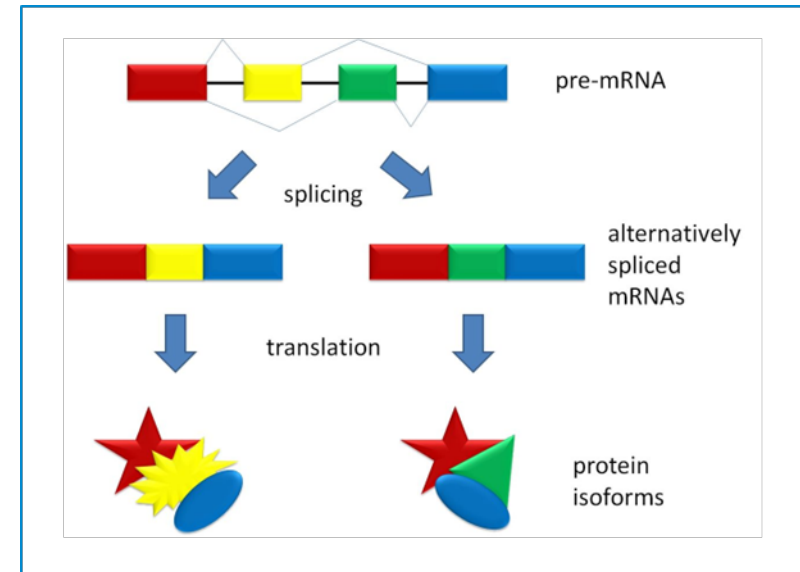 pre-mRNA
splicing
alternatively
spliced
mRNAs
translation
protein
isoforms